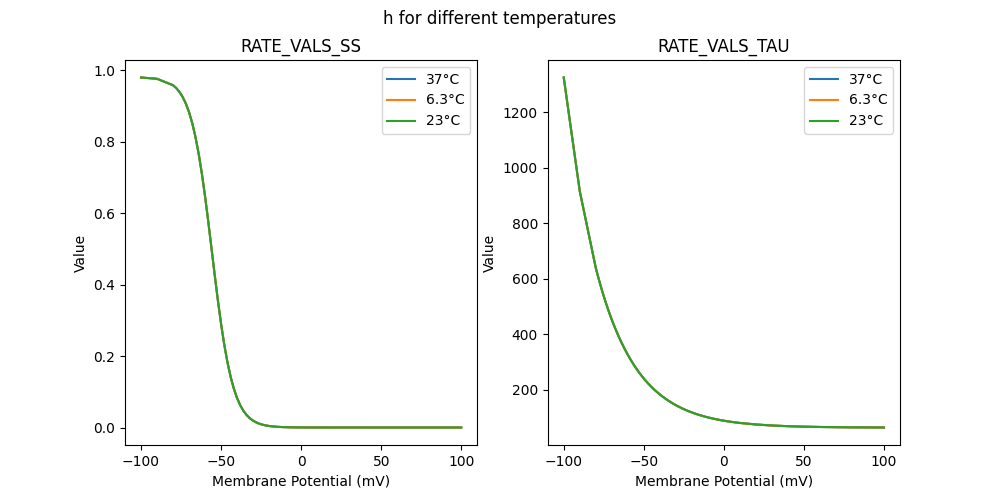 h for different temperatures
RATE_VALS_SS
1.0
0.8
0.6
0.4
0.2
0.0
Value
−100
−50
0
50
100
Membrane Potential (mV)
37°C
6.3°C
23°C
RATE_VALS_TAU
1200
1000
800
600
400
200
Value
−100
−50
0
50
100
Membrane Potential (mV)
37°C
6.3°C
23°C